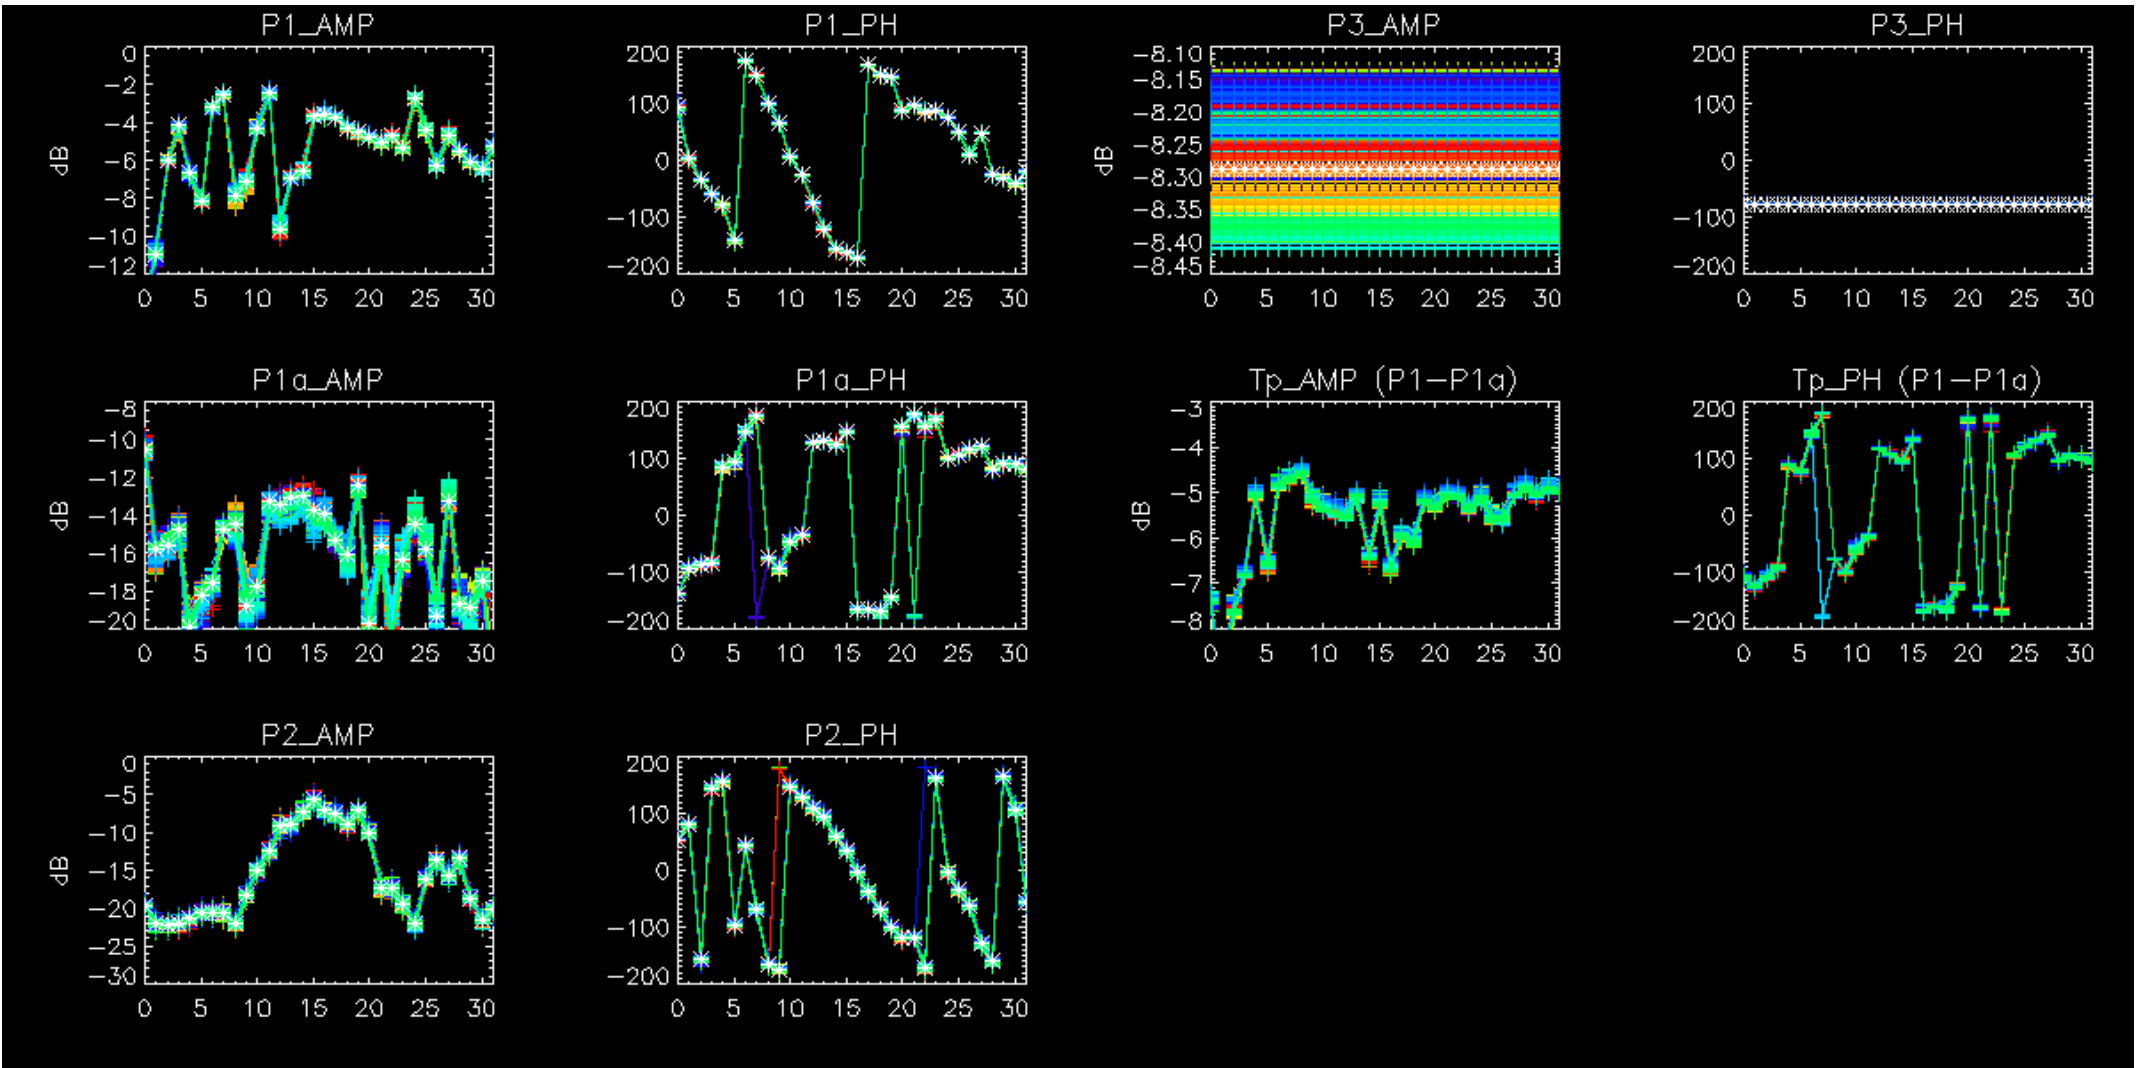 P1_AMP
dB
0
−2
−4
−6
−8
−10
−12
0 5 10 15 20 25 30
P1_PH
200
100
0
−100
−200
0 5 10 15 20 25 30
P3_AMP
dB
−8.10
−8.15
−8.20
−8.25
−8.30
−8.35
−8.40
−8.45
0 5 10 15 20 25 30
P3_PH
200
100
0
−100
−200
0 5 10 15 20 25 30
P1a_AMP
dB
−8
−10
−12
−14
−16
−18
−20
0 5 10 15 20 25 30
P1a_PH
200
100
0
−100
−200
0 5 10 15 20 25 30
Tp_AMP (P1−P1a)
dB
−3
−4
−5
−6
−7
−8
0 5 10 15 20 25 30
Tp_PH (P1−P1a)
200
100
0
−100
−200
0 5 10 15 20 25 30
P2_AMP
dB
0
−5
−10
−15
−20
−25
−30
0 5 10 15 20 25 30
P2_PH
200
100
0
−100
−200
0 5 10 15 20 25 30